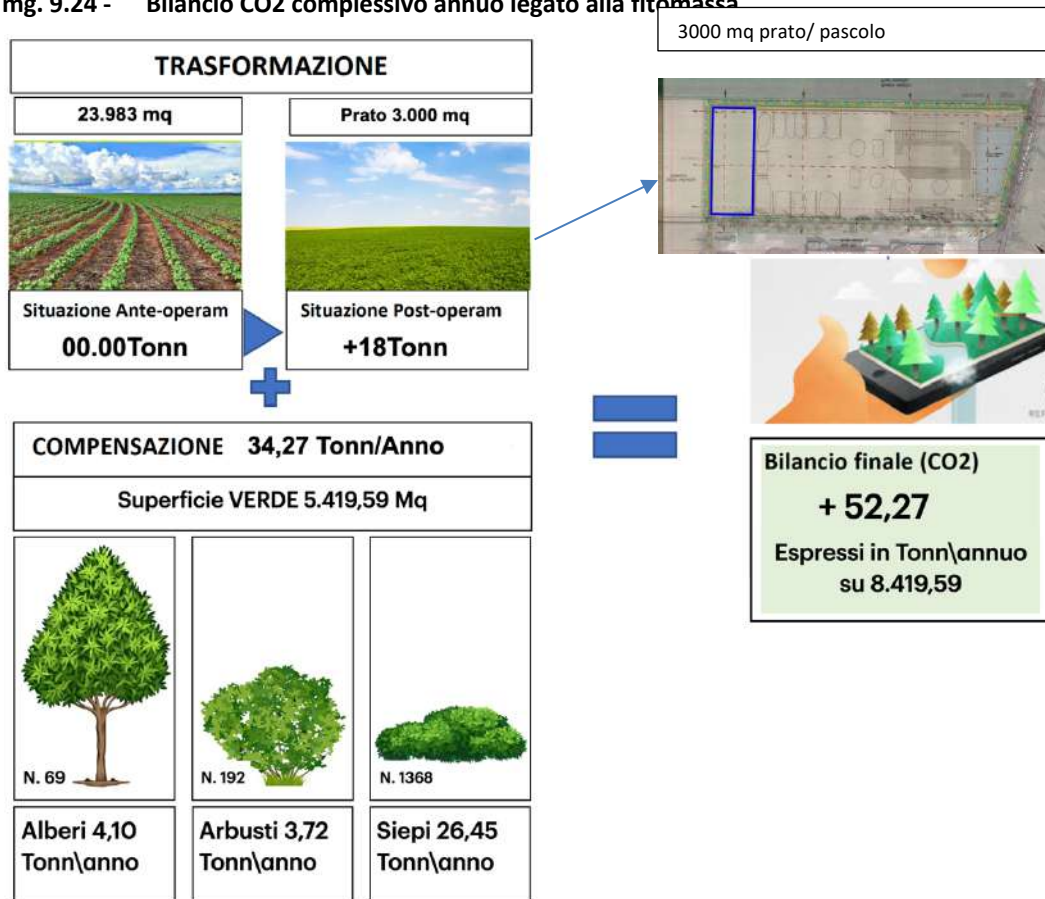 mg. 9.24 - Bilancio CO2 complessivo annuo legato alla fitomassa
3000 mq prato/ pascolo
TRASFORMAZIONE
23.983 mq
Prato 3.000 mq
Situazione Ante-operam
00.00Tonn
Situazione Post-operam
+18Tonn
COMPENSAZIONE 34,27 Tonn/Anno
Superficie VERDE 5.419,59 Mq
N. 69
N. 192
N. 1368
Alberi 4,10
Tonn\anno
Arbusti 3,72
Tonn\anno
Siepi 26,45
Tonn\anno
Bilancio finale (CO2)
+ 52,27
Espressi in Tonn\annuo
su 8.419,59